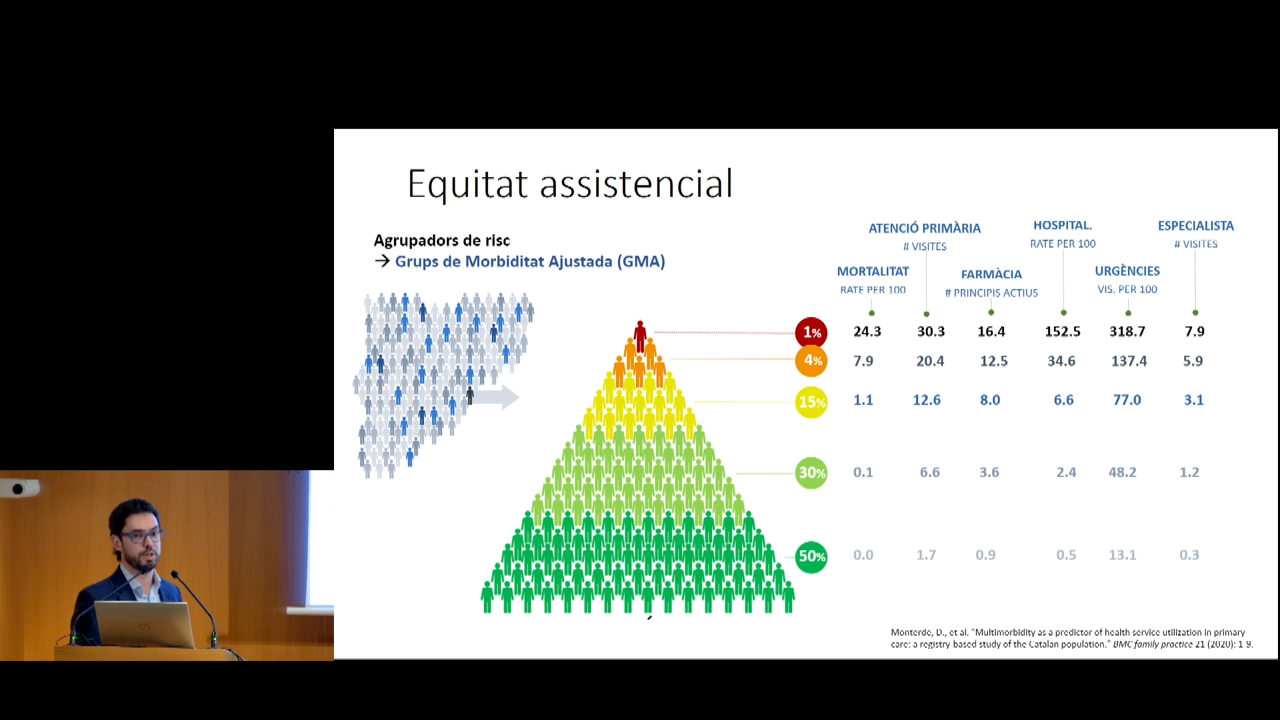 Equitat assistencial
Agrupadors de risc
→ Grups de Morbiditat Ajustada (GMA)
ATENCIÓ PRIMÀRIA
# VISITES
HOSPITAL.
RATE PER 100
ESPECIALISTA
# VISITES
MORTALITAT
RATE PER 100
FARMÀCIA
# PRINCIPIS ACTIUS
URGÈNCIES
VIS. PER 100
1% 24.3 30.3 16.4 152.5 318.7 7.9
4% 7.9 20.4 12.5 34.6 137.4 5.9
15% 1.1 12.6 8.0 6.6 77.0 3.1
30% 0.1 6.6 3.6 2.4 48.2 1.2
50% 0.0 1.7 0.9 0.5 13.1 0.3
Monterde, D., et al. "Multimorbidity as a predictor of health service utilization in primary
care: a registry based study of the Catalan population." BMC family practice 21 (2020): 1-9.